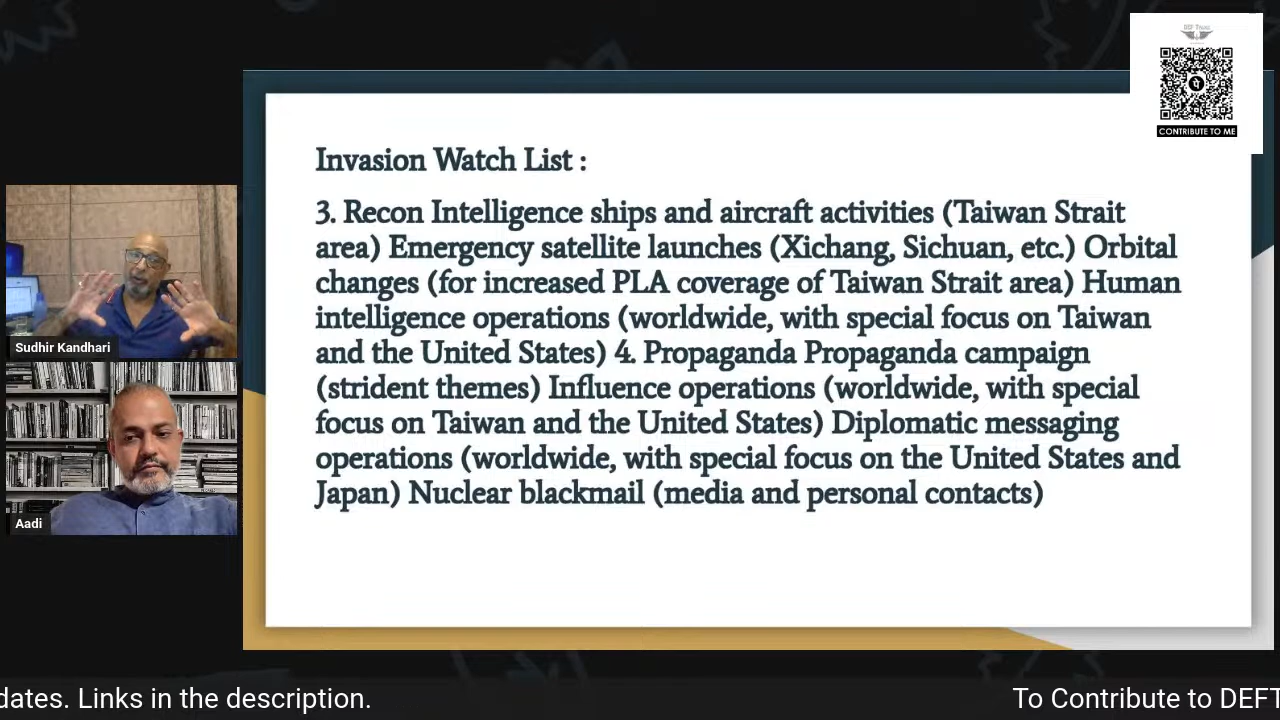 CONTRIBUTE TO ME
Invasion Watch List :
3. Recon Intelligence ships and aircraft activities (Taiwan Strait
area) Emergency satellite launches (Xichang, Sichuan, etc.) Orbital
changes (for increased PLA coverage of Taiwan Strait area) Human
intelligence operations (worldwide, with special focus on Taiwan
and the United States) 4. Propaganda Propaganda campaign
(strident themes) Influence operations (worldwide, with special
focus on Taiwan and the United States) Diplomatic messaging
operations (worldwide, with special focus on the United States and
Japan) Nuclear blackmail (media and personal contacts)
Sudhir Kandhari
Aadi
dates. Links in the description.
To Contribute to DEFT